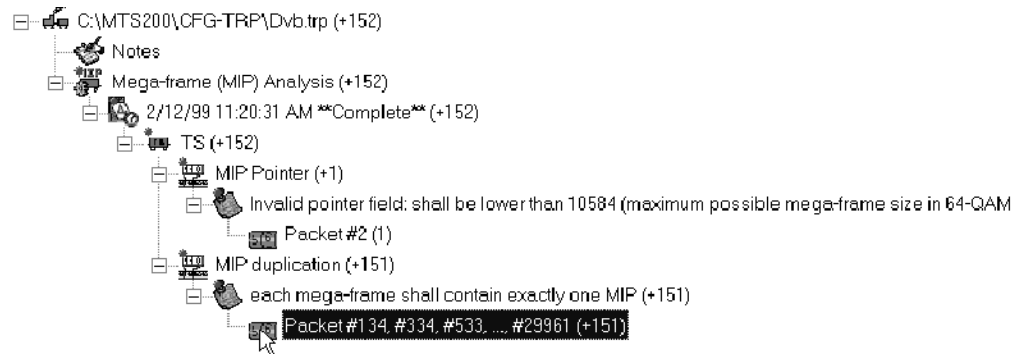 C:\MTS200\CFG-TRP\Dvb.trp (+152)
Notes
Mega-frame (MIP) Analysis (+152)
2/12/99 11:20:31 AM **Complete** (+152)
TS (+152)
MIP Pointer (+1)
Invalid pointer field: shall be lower than 10584 (maximum possible mega-frame size in 64-QAM
Packet #2 (1)
MIP duplication (+151)
each mega-frame shall contain exactly one MIP (+151)
Packet #134, #334, #533, ..., #29961 (+151)